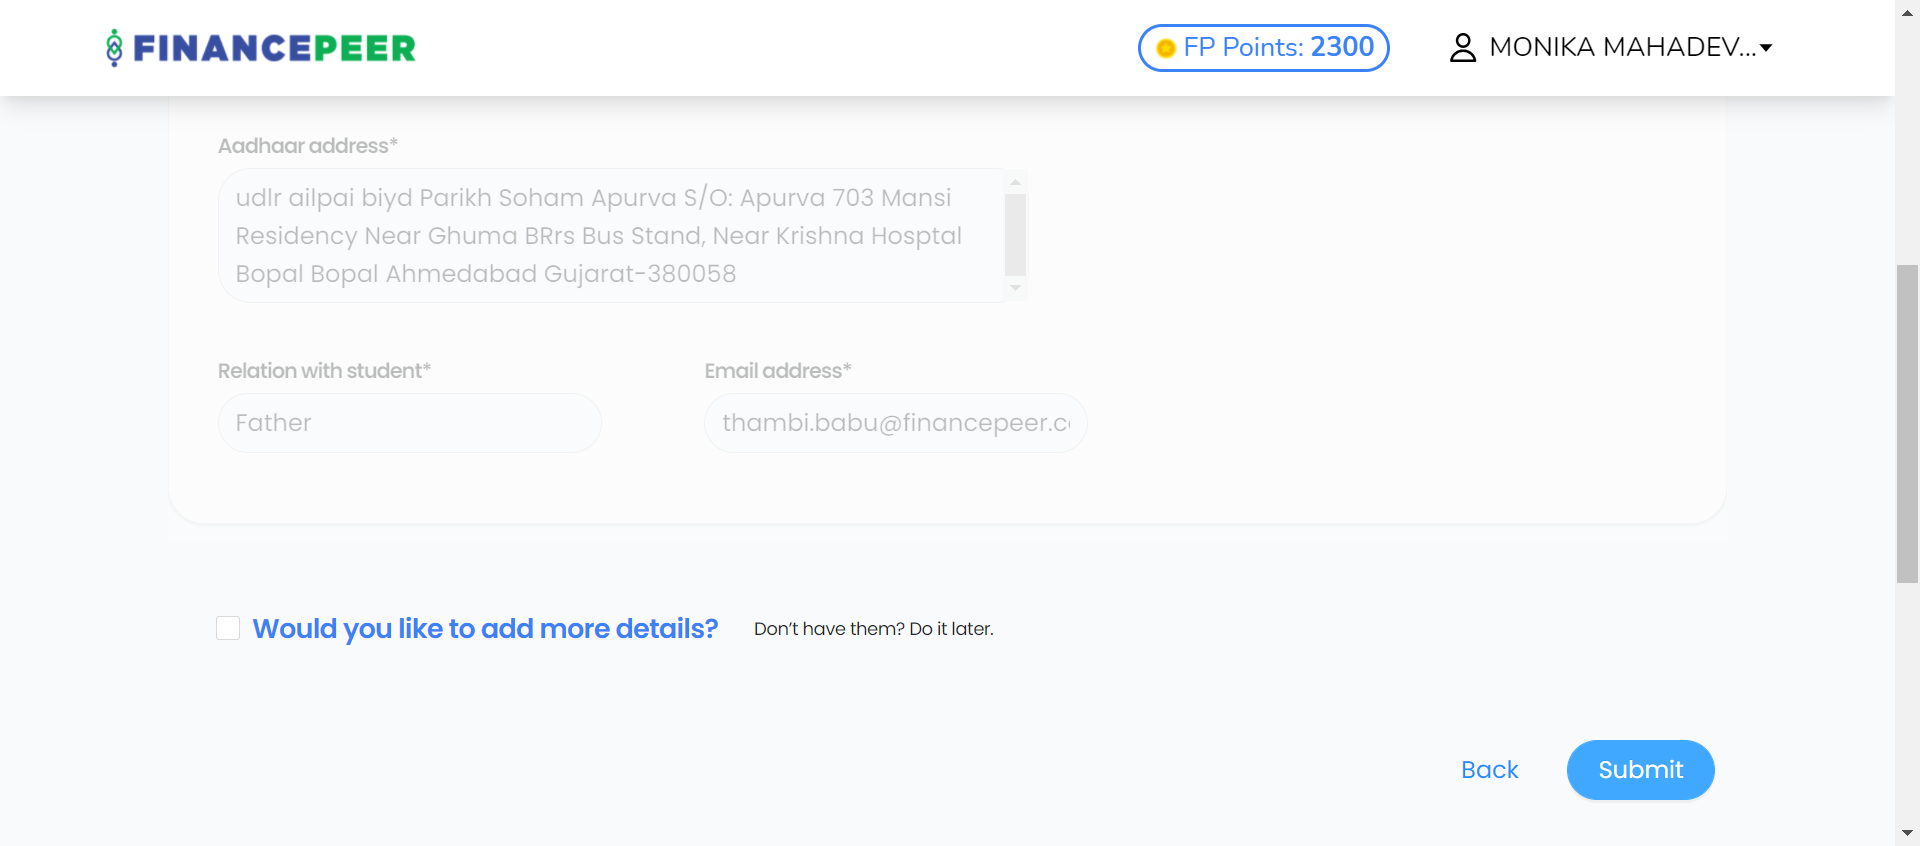 FINANCEPEER
FP Points: 2300
MONIKA MAHADEV...
Aadhaar address*
udlr ailpai biyd Parikh Soham Apurva S/O: Apurva 703 Mansi
Residency Near Ghuma BRrs Bus Stand, Near Krishna Hosptal
Bopal Bopal Ahmedabad Gujarat-380058
Relation with student*
Email address*
Father
thambi.babu@financepeer.c
Would you like to add more details?
Don't have them? Do it later.
Back
Submit